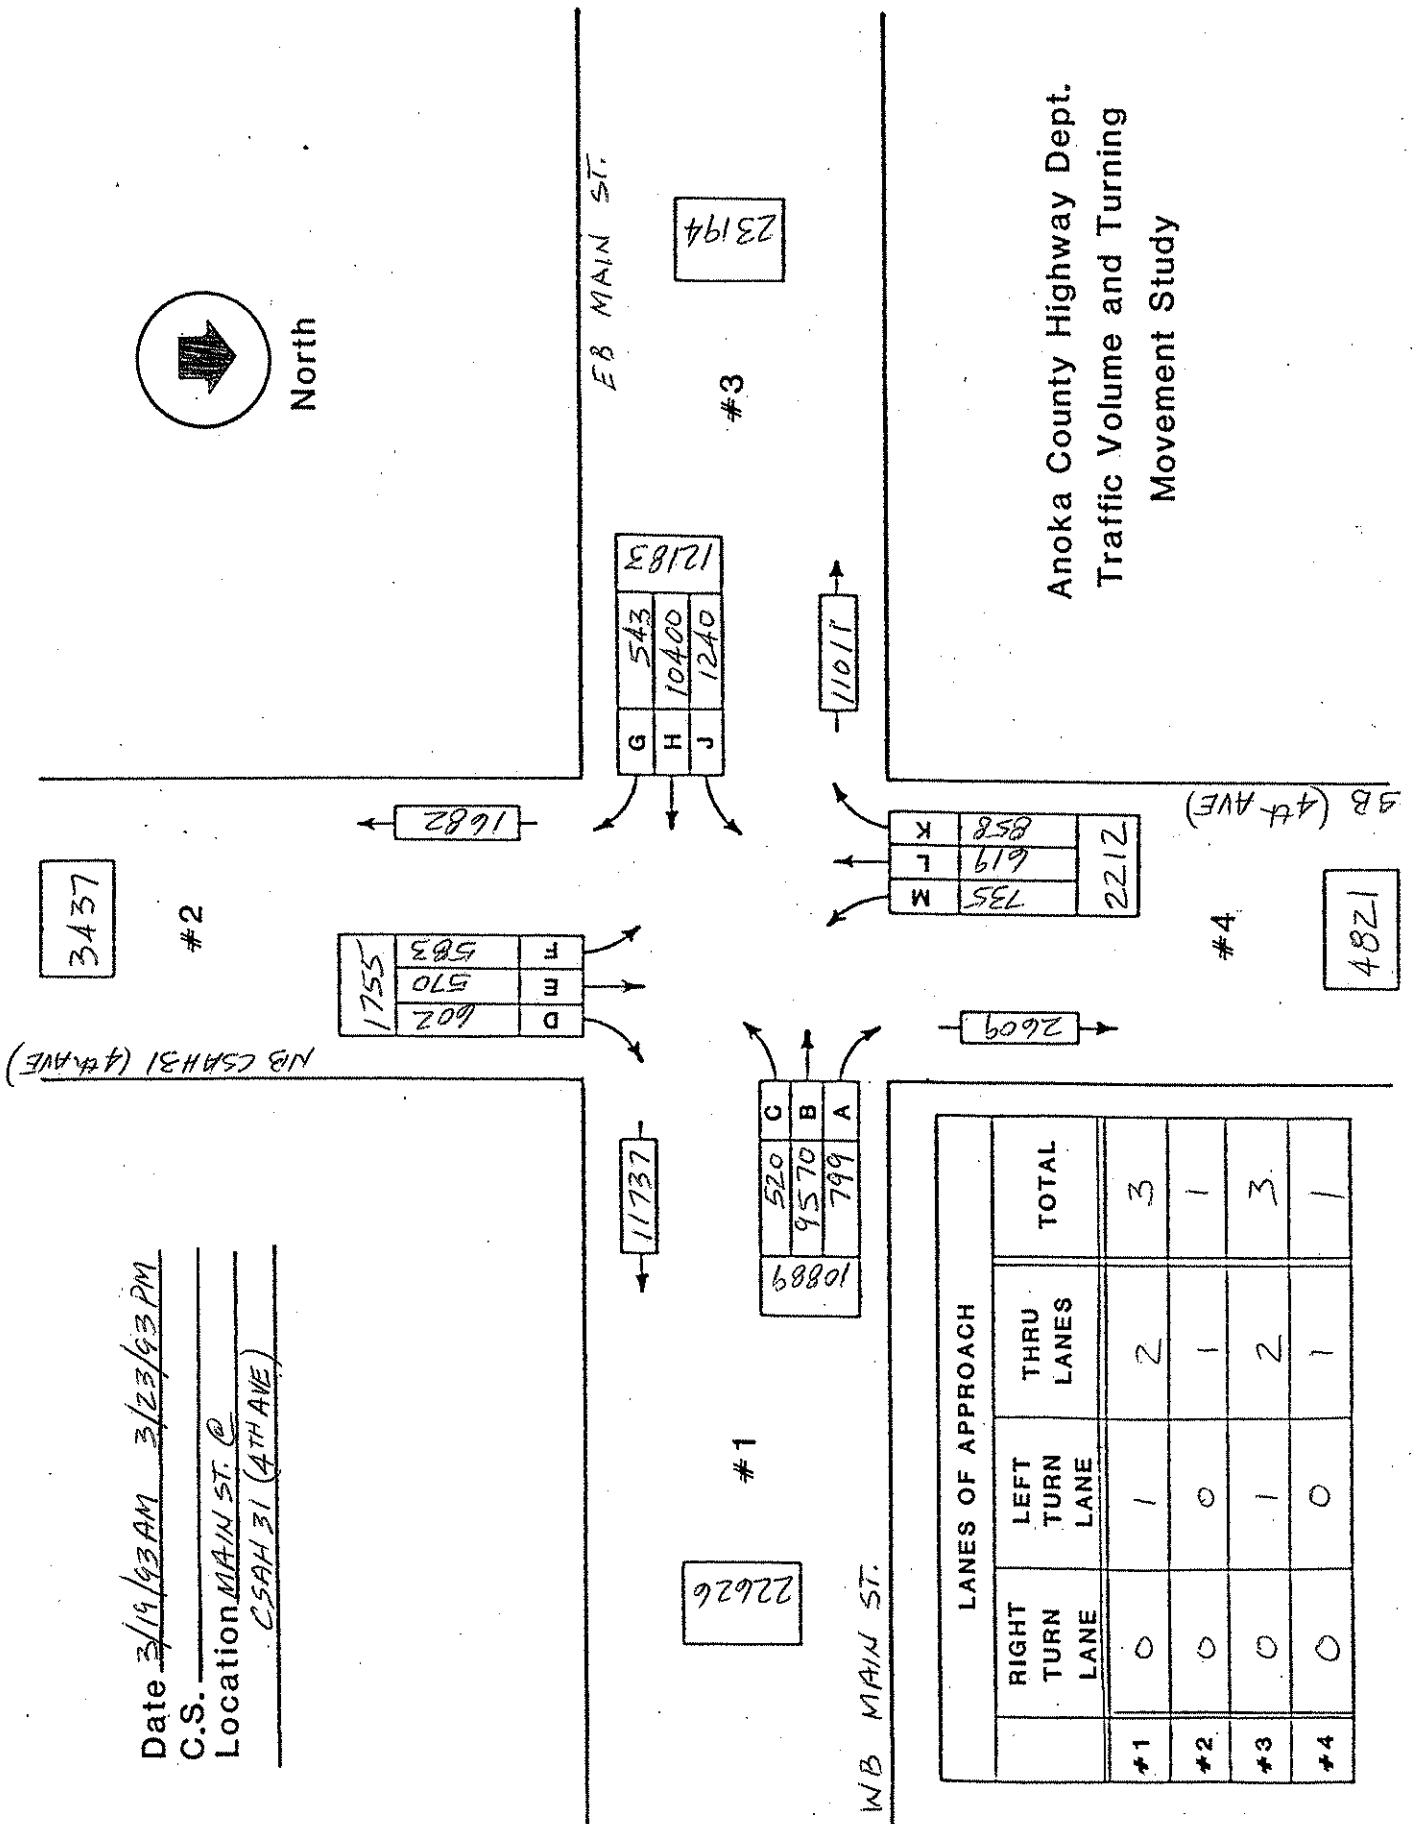 Date 3/19/93 AM 3/23/93 PM
C.S.
Location MAIN ST. @
CSAH 31 (4TH AVE)
North
NB CSAH31 (4th AVE)
3437
#2
1755
602 570 583
D E F
1682
EB MAIN ST.
11737
G 543
H 10400
J 1240
12183
#3
23194
#1
22626
10889
520 C
9570 B
799 A
11011
WB MAIN ST.
2609
M L K
735 619 858
2212
#4
4821
SB (4th AVE)
LANES OF APPROACH
RIGHT TURN LANE LEFT TURN LANE THRU LANES TOTAL
#1 0 1 2 3
#2 0 0 1 1
#3 0 1 2 3
#4 0 0 1 1
Anoka County Highway Dept.
Traffic Volume and Turning
Movement Study